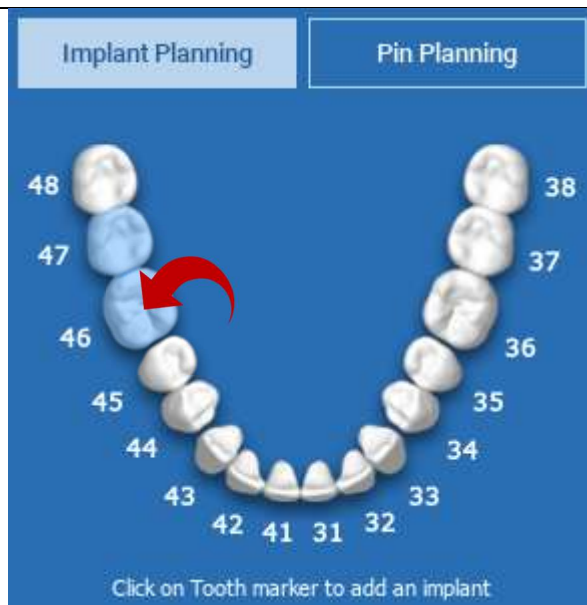 Implant Planning Pin Planning
48 38
47 37
46 36
45 35
44 34
43 33
42 41 31 32
Click on Tooth marker to add an implant